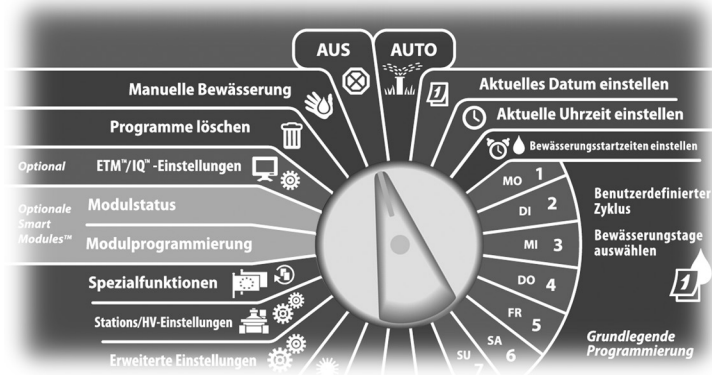 AUS
AUTO
Manuelle Bewässerung
Programme löschen
Optional
ETM™/IQ™ -Einstellungen
Optionale
Smart
Modules™
Modulstatus
Modulprogrammierung
Spezialfunktionen
Stations/HV-Einstellungen
Erweiterte Einstellungen
1
Aktuelles Datum einstellen
Aktuelle Uhrzeit einstellen
Bewässerungsstartzeiten einstellen
MO 1
DI 2
MI 3
DO 4
FR 5
SA 6
SU 7
Benutzerdefinierter
Zyklus
Bewässerungstage
auswählen
1
Grundlegende
Programmierung